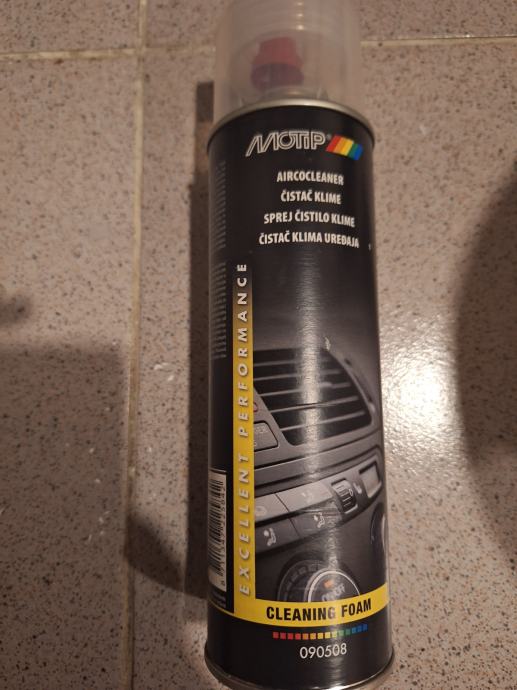 MOTIP
AIRCOCLEANER
ČISTAČ KLIME
SPREJ ČISTILO KLIME
ČISTAČ KLIMA UREĐAJA
EXCELLENT PERFORMANCE
CLEANING FOAM
090508